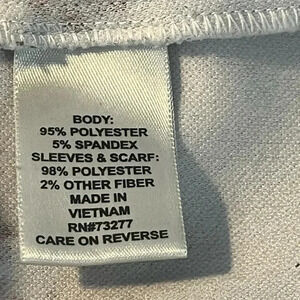 BODY:
95% POLYESTER
5% SPANDEX
SLEEVES & SCARF:
98% POLYESTER
2% OTHER FIBER
MADE IN
VIETNAM
RN#73277
CARE ON REVERSE